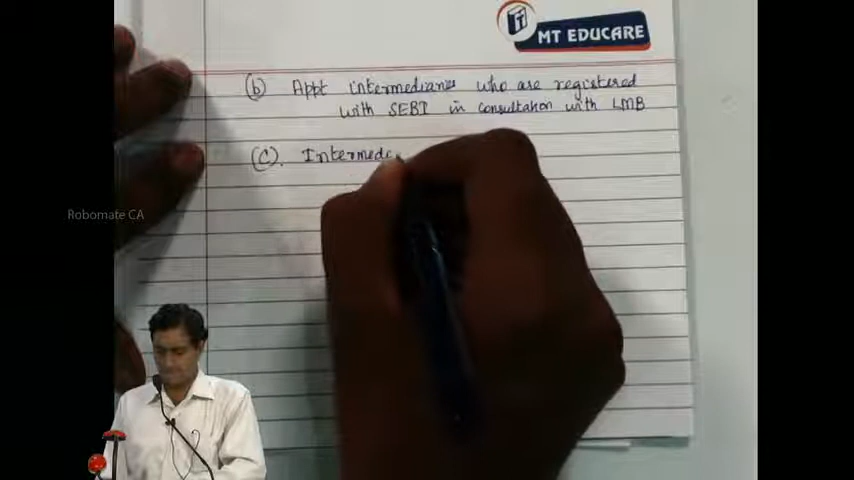 MT EDUCARE
(b) Appt intermediaries who are registered
with SEBI in consultation with LMB
(c). Intermedi
Robomate CA